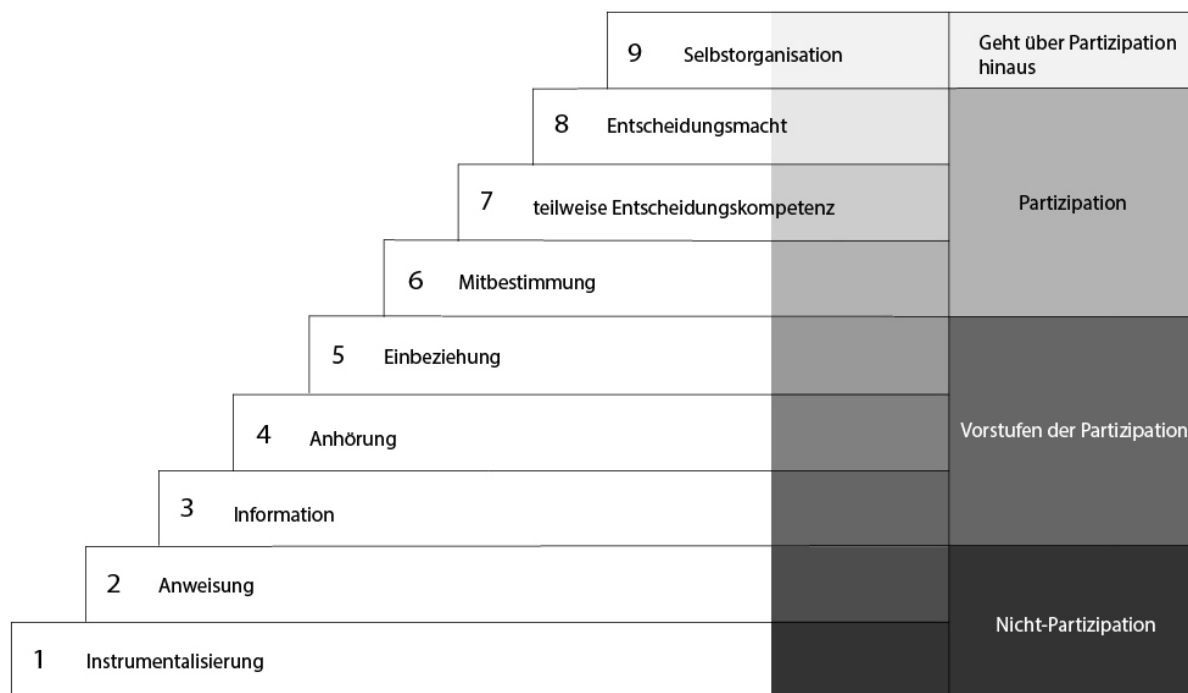 9 Selbstorganisation
Geht über Partizipation
hinaus
8 Entscheidungsmacht
7 teilweise Entscheidungskompetenz
Partizipation
6 Mitbestimmung
5 Einbeziehung
4 Anhörung
Vorstufen der Partizipation
3 Information
2 Anweisung
Nicht-Partizipation
1 Instrumentalisierung